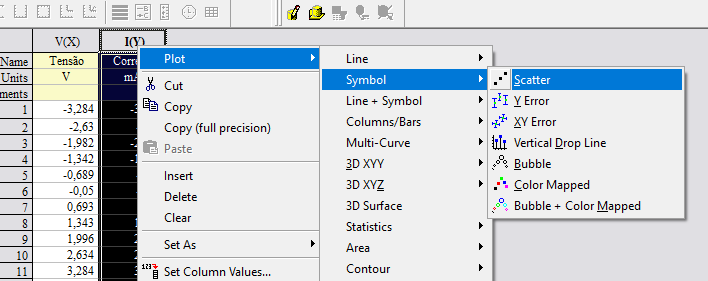 V(X) I(Y)
Name Tensão
Units V
ments
1 -3,284
2 -2,63
3 -1,982
4 -1,342
5 -0,689
6 -0,05
7 0,693
8 1,343
9 1,996
10 2,634
11 3,284
Plot
Cut
Copy
Copy (full precision)
Paste
Insert
Delete
Clear
Set As
Set Column Values...
Line
Symbol
Line + Symbol
Columns/Bars
Multi-Curve
3D XYY
3D XYZ
3D Surface
Statistics
Area
Contour
Scatter
Y Error
XY Error
Vertical Drop Line
Bubble
Color Mapped
Bubble + Color Mapped